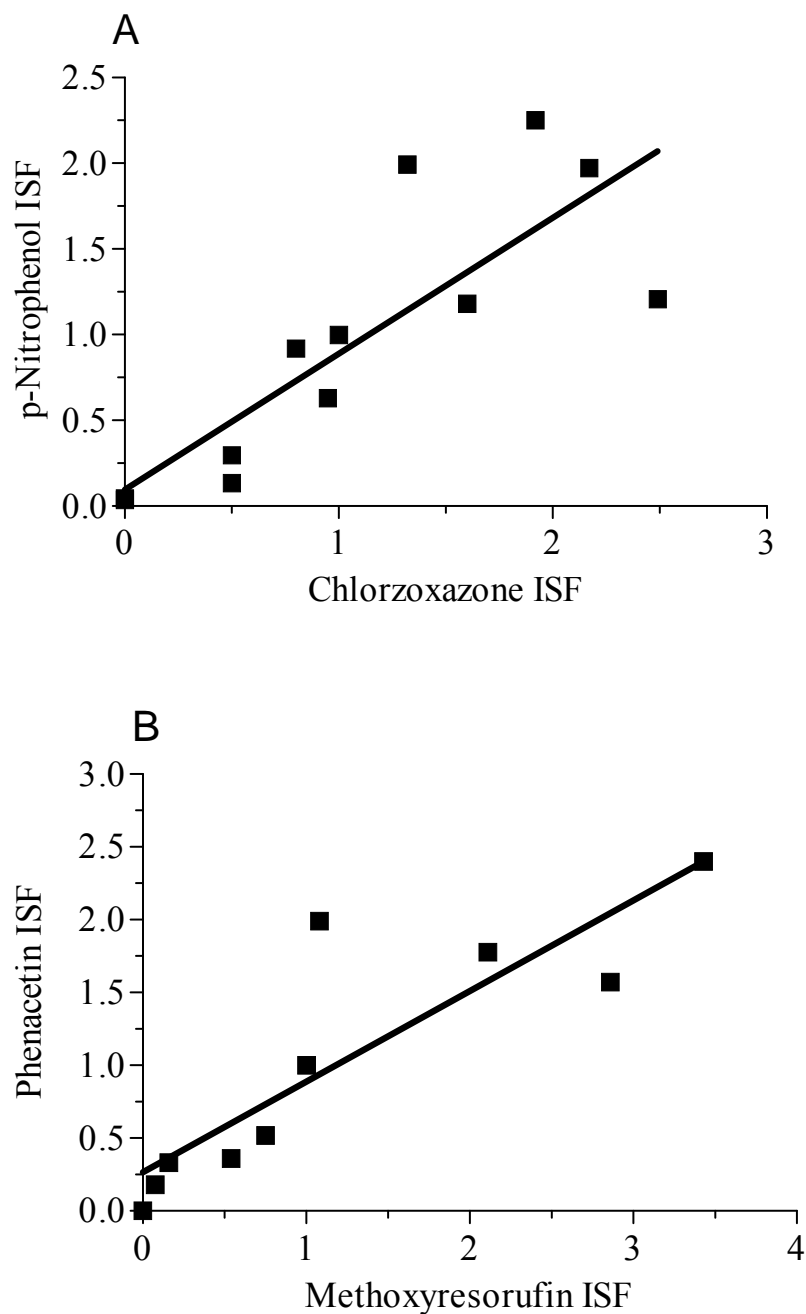 A
2.5
2.0
1.5
1.0
0.5
0.0
p-Nitrophenol ISF
0 1 2 3
Chlorzoxazone ISF
B
3.0
2.5
2.0
1.5
1.0
0.5
0.0
Phenacetin ISF
0 1 2 3 4
Methoxyresorufin ISF